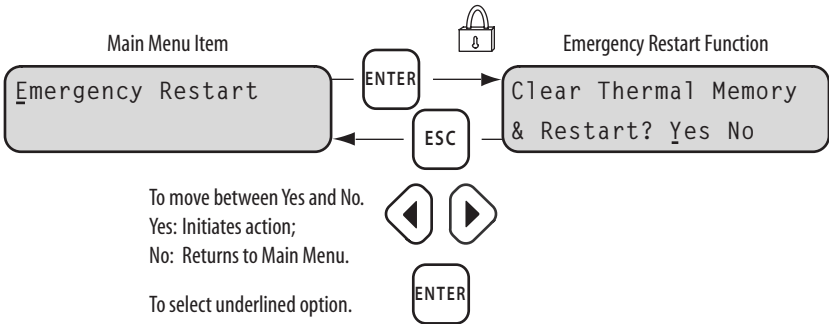 Main Menu Item
Emergency Restart Function
Emergency Restart
ENTER
Clear Thermal Memory
& Restart? Yes No
ESC
To move between Yes and No.
Yes: Initiates action;
No: Returns to Main Menu.
To select underlined option.
ENTER